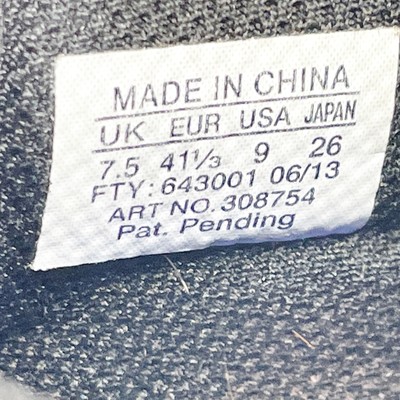 MADE IN CHINA
UK EUR USA JAPAN
7.5 41⅓ 9 26
FTY: 643001 06/13
ART NO. 308754
Pat. Pending